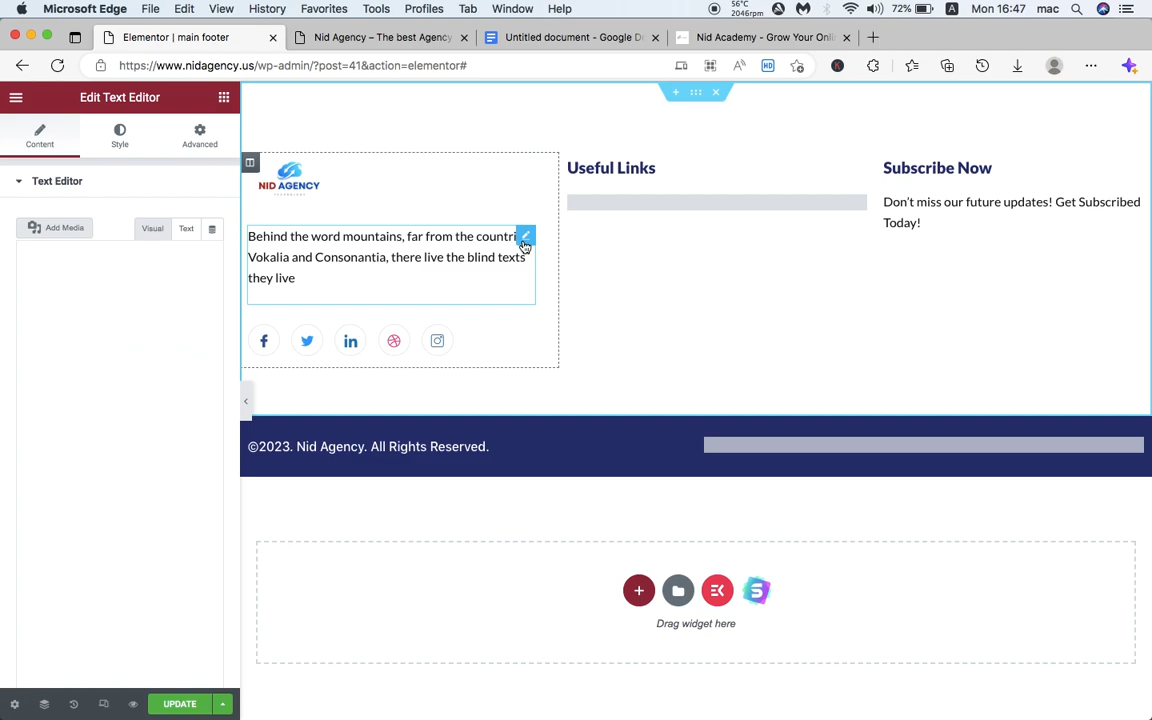 Microsoft Edge File Edit View History Favorites Tools Profiles Tab Window Help
56°C
2046rpm
72%
A
Mon 16:47 mac
Elementor | main footer
Nid Agency – The best Agency
Untitled document - Google D
Nid Academy - Grow Your Onli
https://www.nidagency.us/wp-admin/?post=41&action=elementor#
Edit Text Editor
Content
Style
Advanced
Text Editor
Add Media
Visual
Text
NID AGENCY
Behind the word mountains, far from the countri
Vokalia and Consonantia, there live the blind texts
they live
Useful Links
Subscribe Now
Don't miss our future updates! Get Subscribed
Today!
©2023. Nid Agency. All Rights Reserved.
Drag widget here
UPDATE